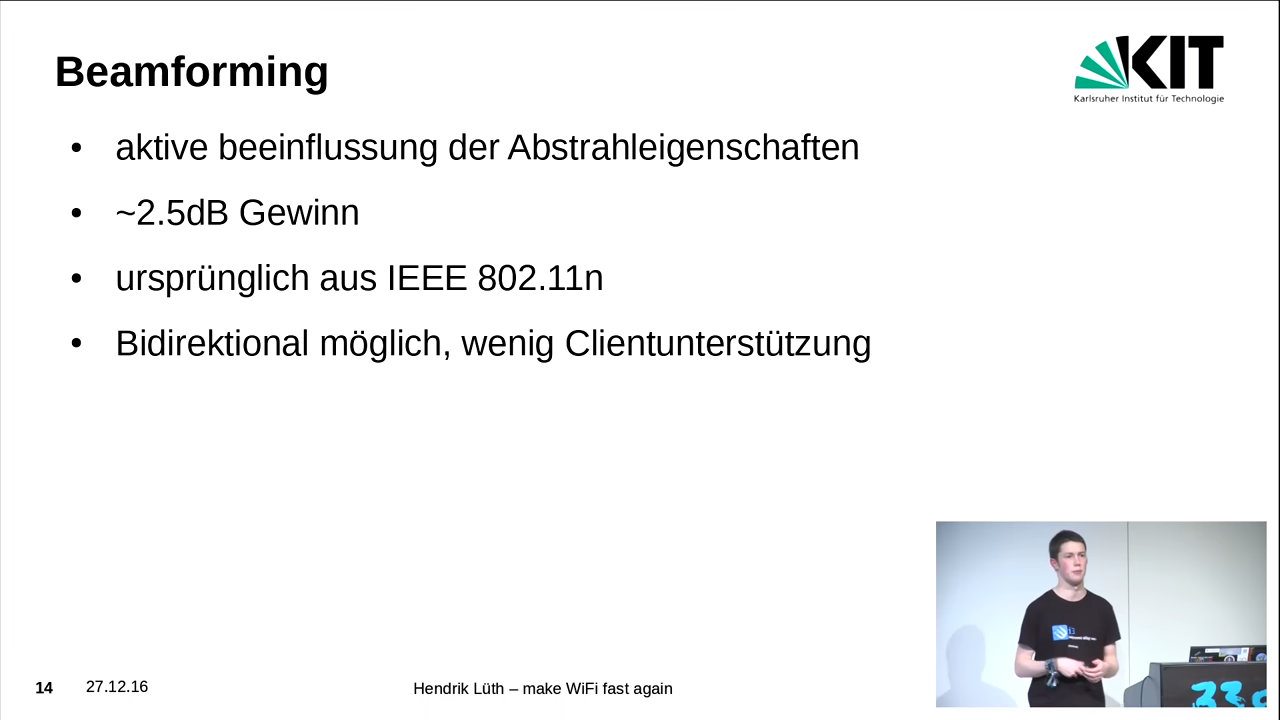 Beamforming
KIT
Karlsruher Institut für Technologie
• aktive beeinflussung der Abstrahleigenschaften
• ~2.5dB Gewinn
• ursprünglich aus IEEE 802.11n
• Bidirektional möglich, wenig Clientunterstützung
i3
14
27.12.16
Hendrik Lüth – make WiFi fast again